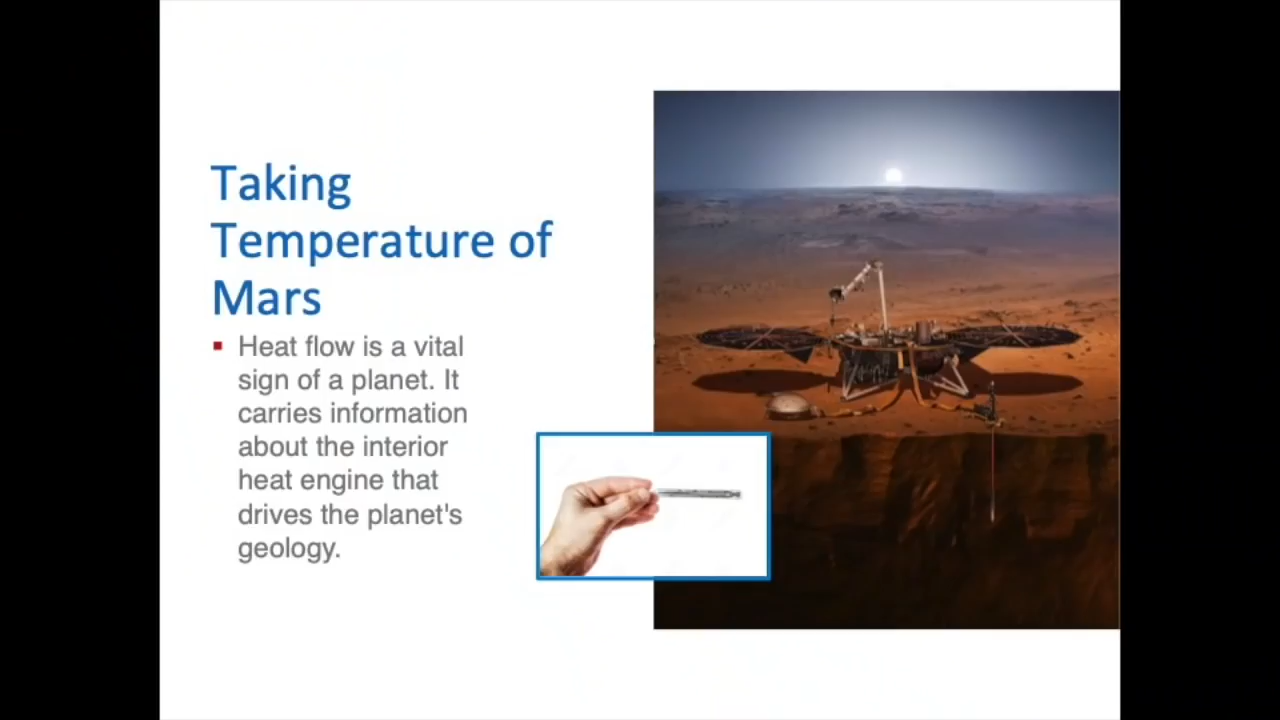 Taking
Temperature of
Mars
Heat flow is a vital
sign of a planet. It
carries information
about the interior
heat engine that
drives the planet's
geology.